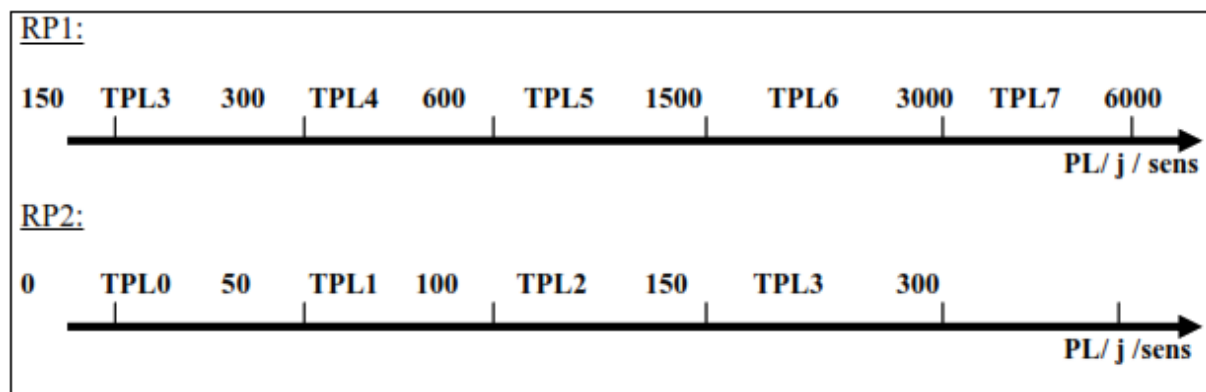 RP1:
150 TPL3 300 TPL4 600 TPL5 1500 TPL6 3000 TPL7 6000
PL/ j / sens
RP2:
0 TPL0 50 TPL1 100 TPL2 150 TPL3 300
PL/ j /sens